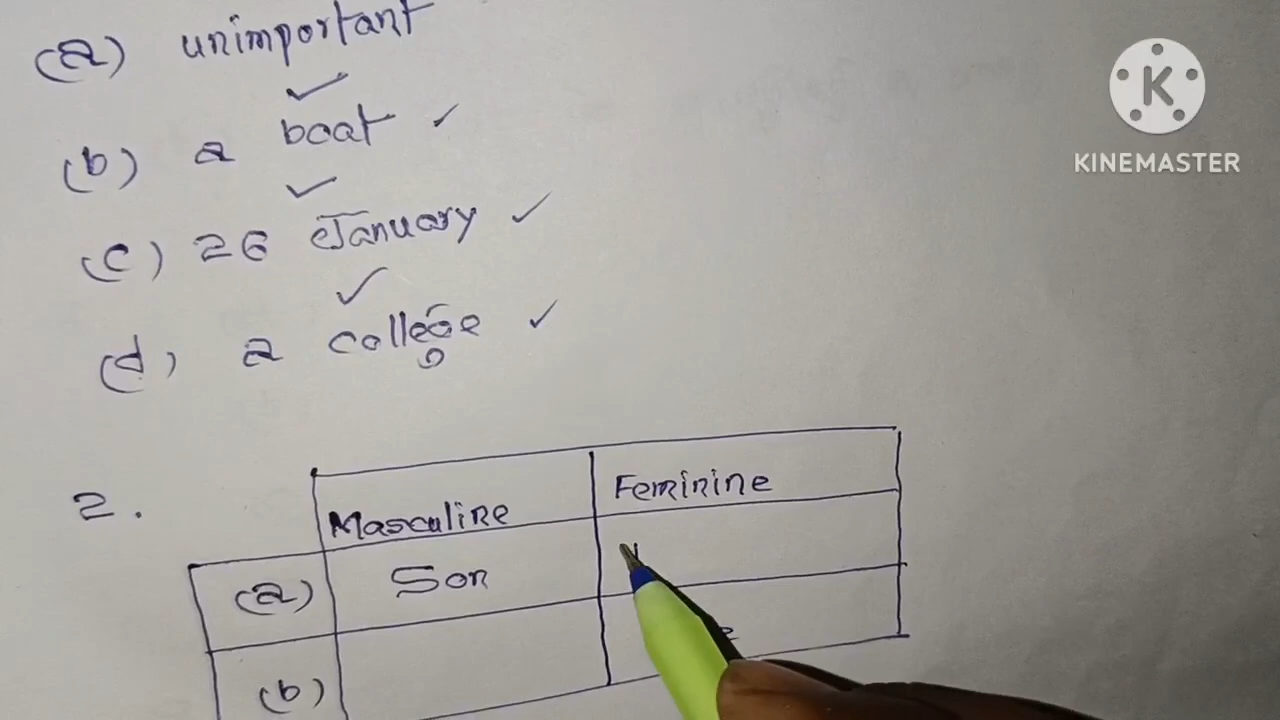 (a) unimportant
(b) a boat
(c) 26 January
(d) a college
2.
Masculine Feminine
(a) Son
(b)
KINEMASTER